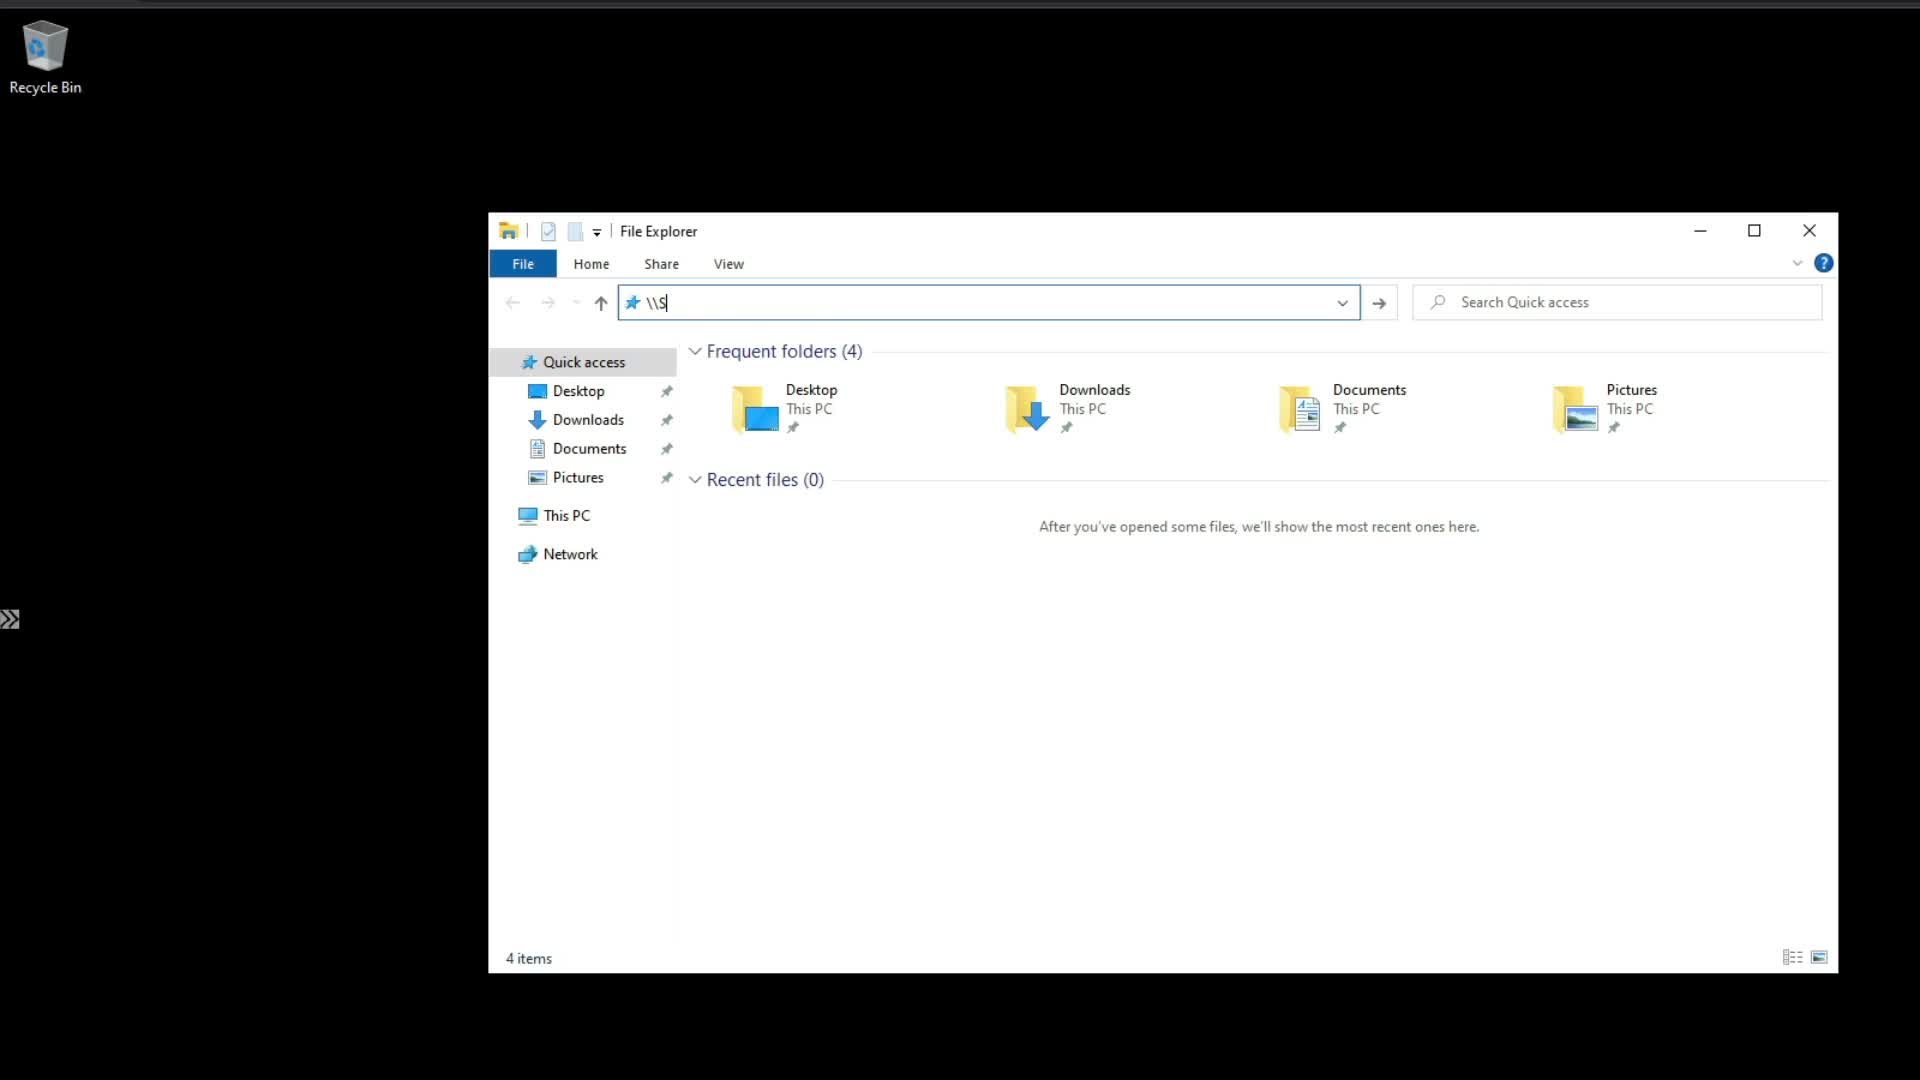 Recycle Bin
File Explorer
File Home Share View
?
\\S
Search Quick access
Quick access
Desktop
Downloads
Documents
Pictures
This PC
Network
Frequent folders (4)
Desktop
This PC
Downloads
This PC
Documents
This PC
Pictures
This PC
Recent files (0)
After you've opened some files, we'll show the most recent ones here.
4 items